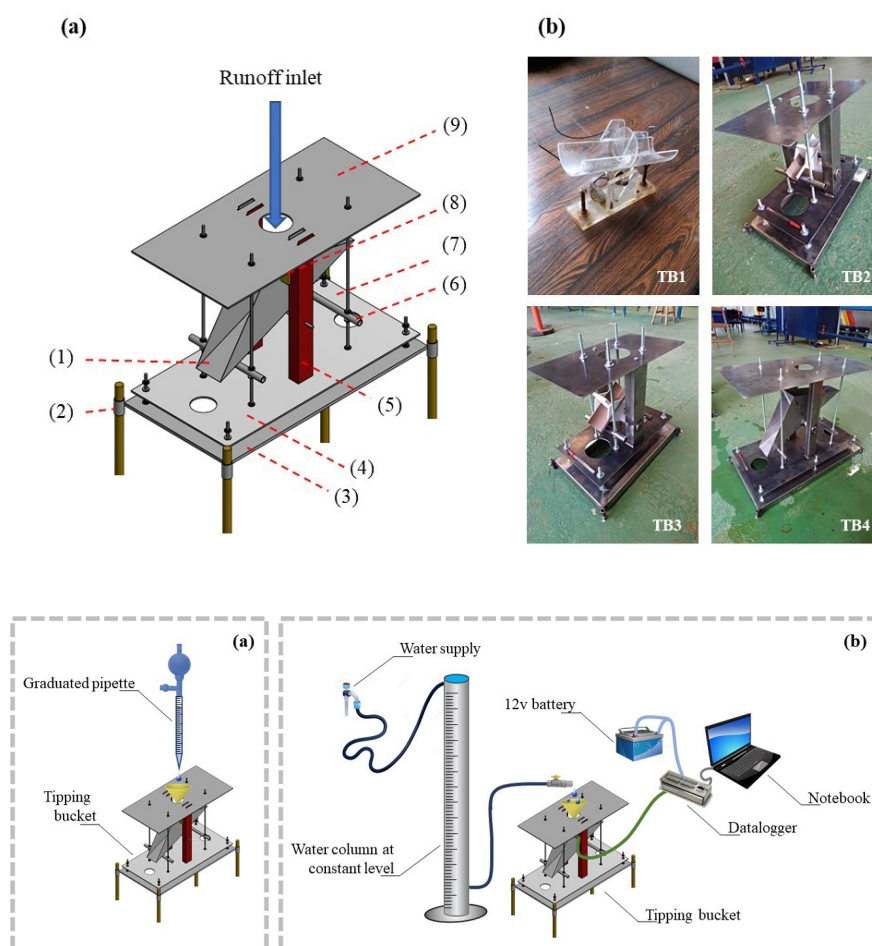 (a)
Runoff inlet
(9)
(8)
(7)
(6)
(1)
(2)
(5)
(4)
(3)
(b)
TB1
TB2
TB3
TB4
(a)
Graduated pipette
Tipping
bucket
(b)
Water supply
12v battery
Notebook
Datalogger
Water column at
constant level
Tipping bucket